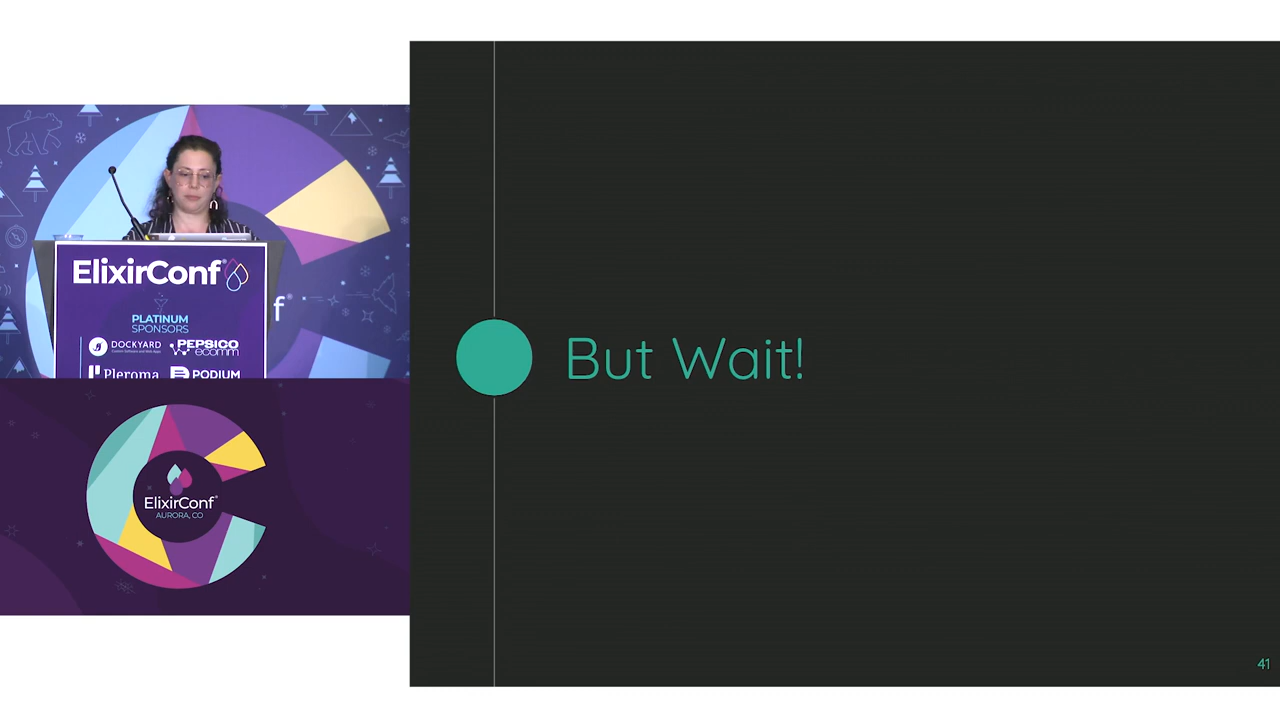 ElixirConf
f
PLATINUM
SPONSORS
DOCKYARD
PEPSICO
ecomm
Pleroma
PODIUM
ElixirConf
AURORA, CO
But Wait!
41